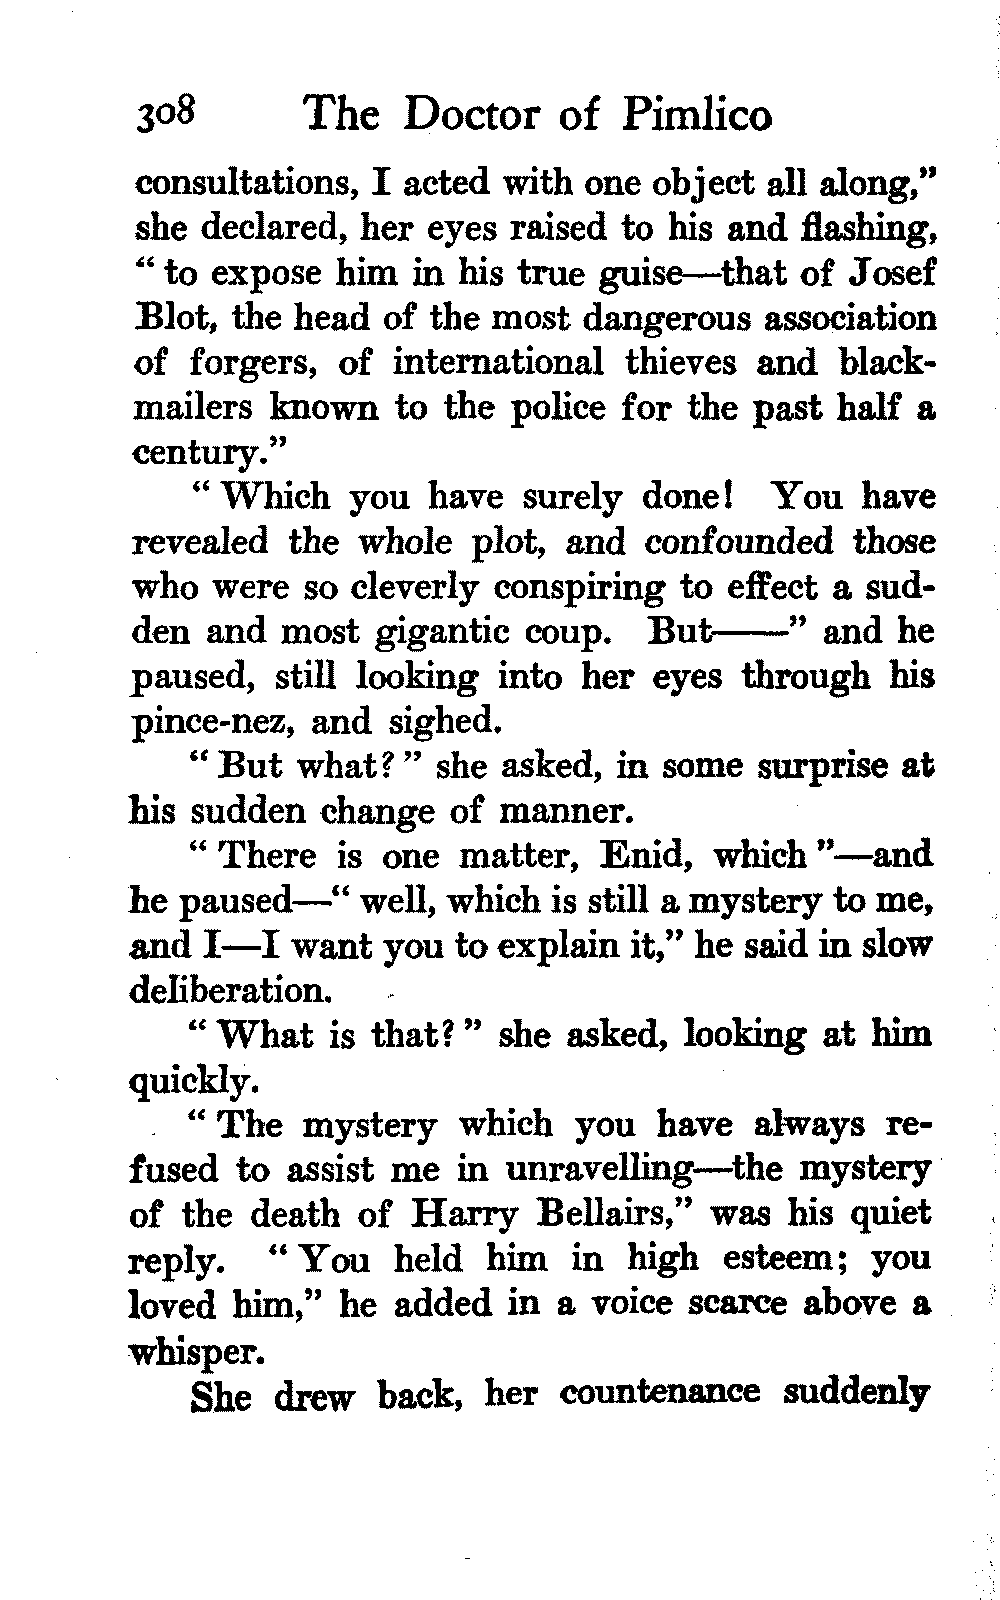 308 The Doctor of Pimlico
consultations, I acted with one object all along,”
she declared, her eyes raised to his and flashing,
“ to expose him in his true guise—that of Josef
Blot, the head of the most dangerous association
of forgers, of international thieves and black-
mailers known to the police for the past half a
century.”
“ Which you have surely done! You have
revealed the whole plot, and confounded those
who were so cleverly conspiring to effect a sud-
den and most gigantic coup. But——” and he
paused, still looking into her eyes through his
pince-nez, and sighed.
“ But what? ” she asked, in some surprise at
his sudden change of manner.
“ There is one matter, Enid, which ”—and
he paused—“ well, which is still a mystery to me,
and I—I want you to explain it,” he said in slow
deliberation.
“ What is that? ” she asked, looking at him
quickly.
“ The mystery which you have always re-
fused to assist me in unravelling—the mystery
of the death of Harry Bellairs,” was his quiet
reply. “ You held him in high esteem; you
loved him,” he added in a voice scarce above a
whisper.
She drew back, her countenance suddenly